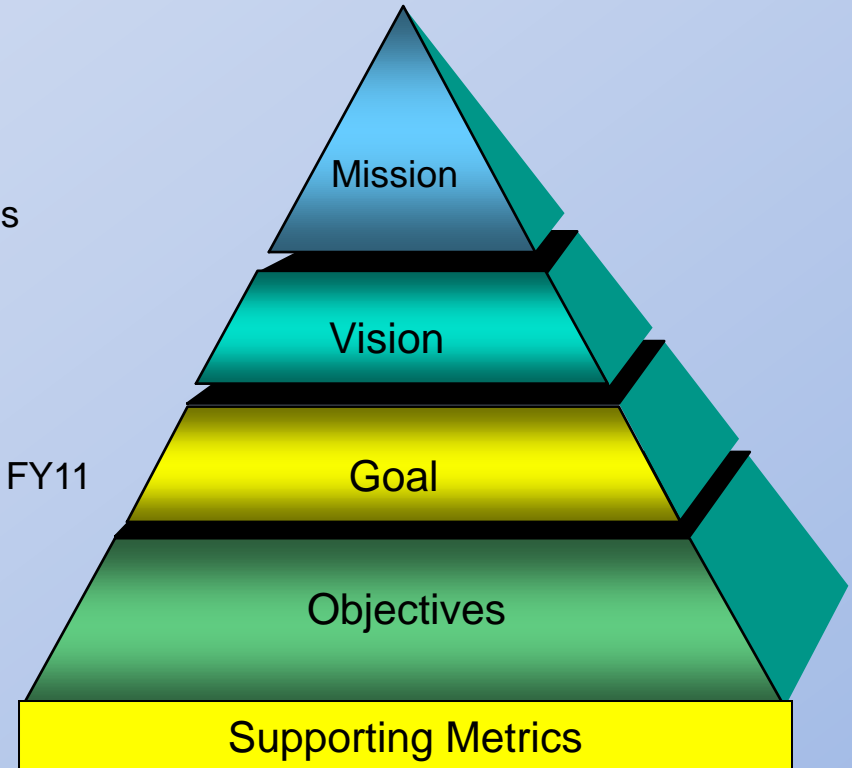 Mission
s
Vision
FY11
Goal
Objectives
Supporting Metrics